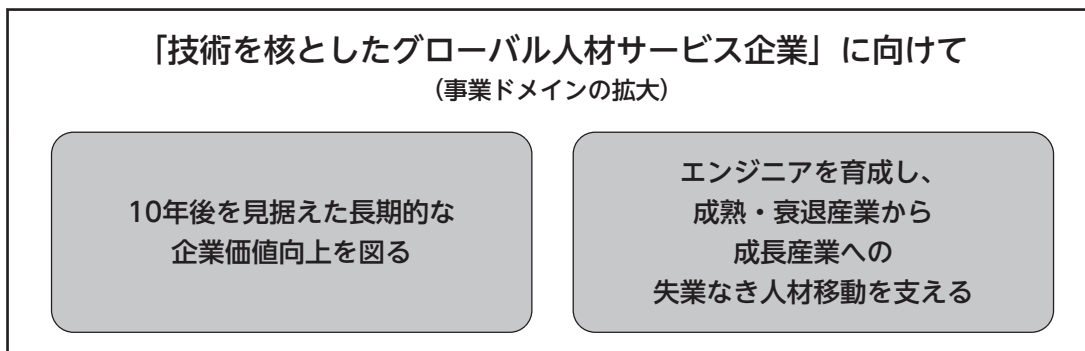 「技術を核としたグローバル人材サービス企業」に向けて
（事業ドメインの拡大）
10年後を見据えた長期的な
企業価値向上を図る
エンジニアを育成し、
成熟・衰退産業から
成長産業への
失業なき人材移動を支える